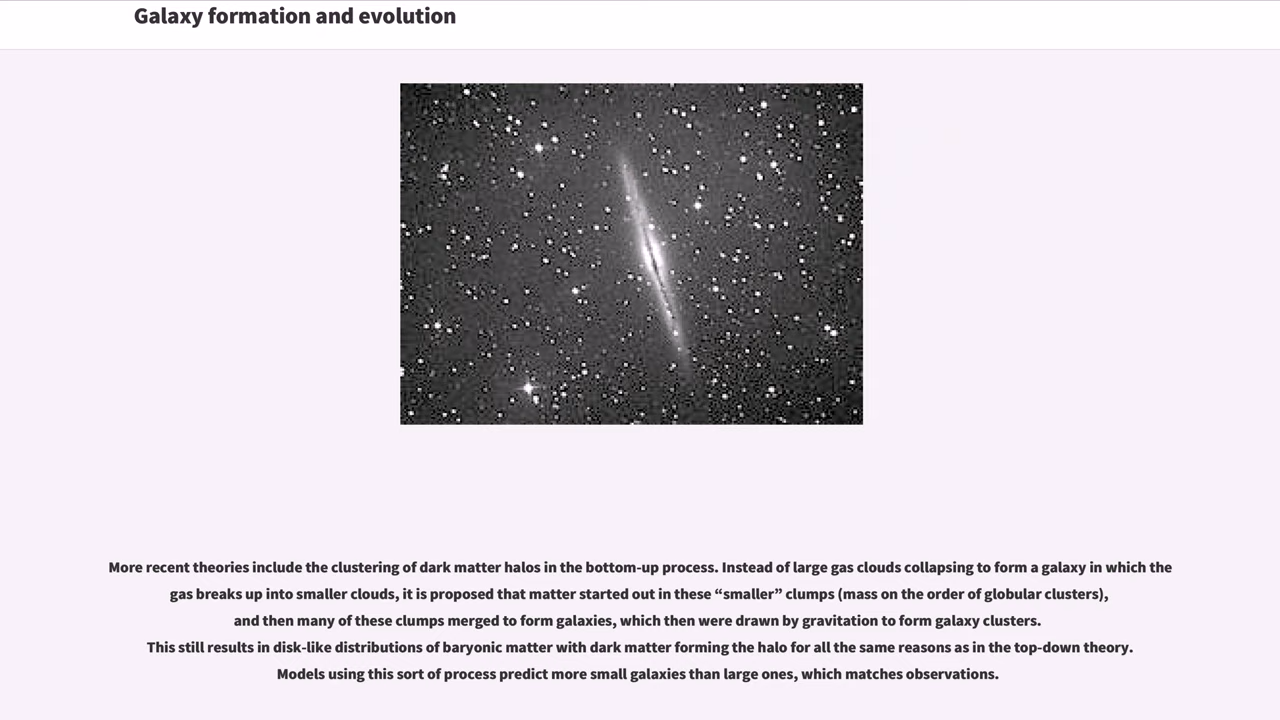 Galaxy formation and evolution
More recent theories include the clustering of dark matter halos in the bottom-up process. Instead of large gas clouds collapsing to form a galaxy in which the
gas breaks up into smaller clouds, it is proposed that matter started out in these “smaller” clumps (mass on the order of globular clusters),
and then many of these clumps merged to form galaxies, which then were drawn by gravitation to form galaxy clusters.
This still results in disk-like distributions of baryonic matter with dark matter forming the halo for all the same reasons as in the top-down theory.
Models using this sort of process predict more small galaxies than large ones, which matches observations.